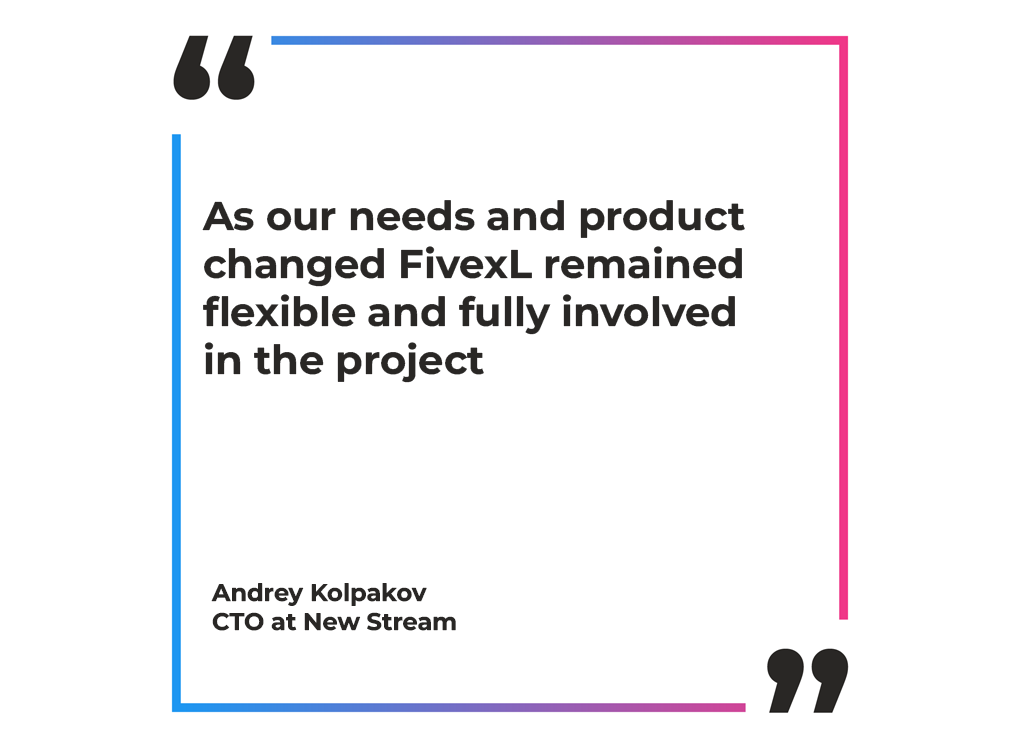 “
As our needs and product
changed FivexL remained
flexible and fully involved
in the project
Andrey Kolpakov
CTO at New Stream
”